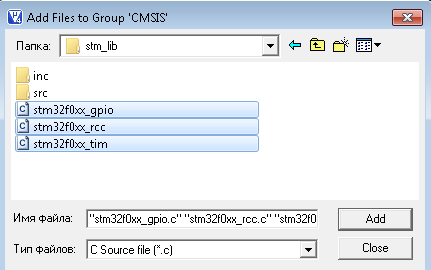 Add Files to Group 'CMSIS'
Папка: stm_lib
inc
src
stm32f0xx_gpio
stm32f0xx_rcc
stm32f0xx_tim
Имя файла: "stm32f0xx_gpio.c" "stm32f0xx_rcc.c" "stm32f0 Add
Тип файлов: C Source file (*.c) Close